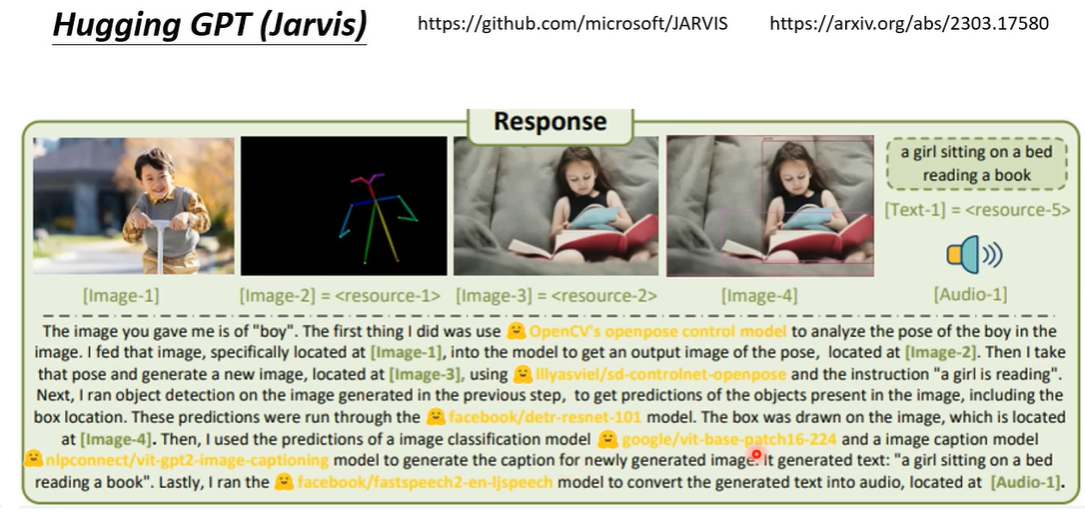 Hugging GPT (Jarvis)
https://github.com/microsoft/JARVIS
https://arxiv.org/abs/2303.17580
Response
a girl sitting on a bed
reading a book
[Text-1] = <resource-5>
[Image-1]
[Image-2] = <resource-1>
[Image-3] = <resource-2>
[Image-4]
[Audio-1]
The image you gave me is of "boy". The first thing I did was use OpenCV's openpose control model to analyze the pose of the boy in the
image. I fed that image, specifically located at [Image-1], into the model to get an output image of the pose, located at [Image-2]. Then I take
that pose and generate a new image, located at [Image-3], using lllyasviel/sd-controlnet-openpose and the instruction "a girl is reading".
Next, I ran object detection on the image generated in the previous step, to get predictions of the objects present in the image, including the
box location. These predictions were run through the facebook/detr-resnet-101 model. The box was drawn on the image, which is located
at [Image-4]. Then, I used the predictions of a image classification model google/vit-base-patch16-224 and a image caption model
nlpconnect/vit-gpt2-image-captioning model to generate the caption for newly generated image. It generated text: "a girl sitting on a bed
reading a book". Lastly, I ran the facebook/fastspeech2-en-ljspeech model to convert the generated text into audio, located at [Audio-1].